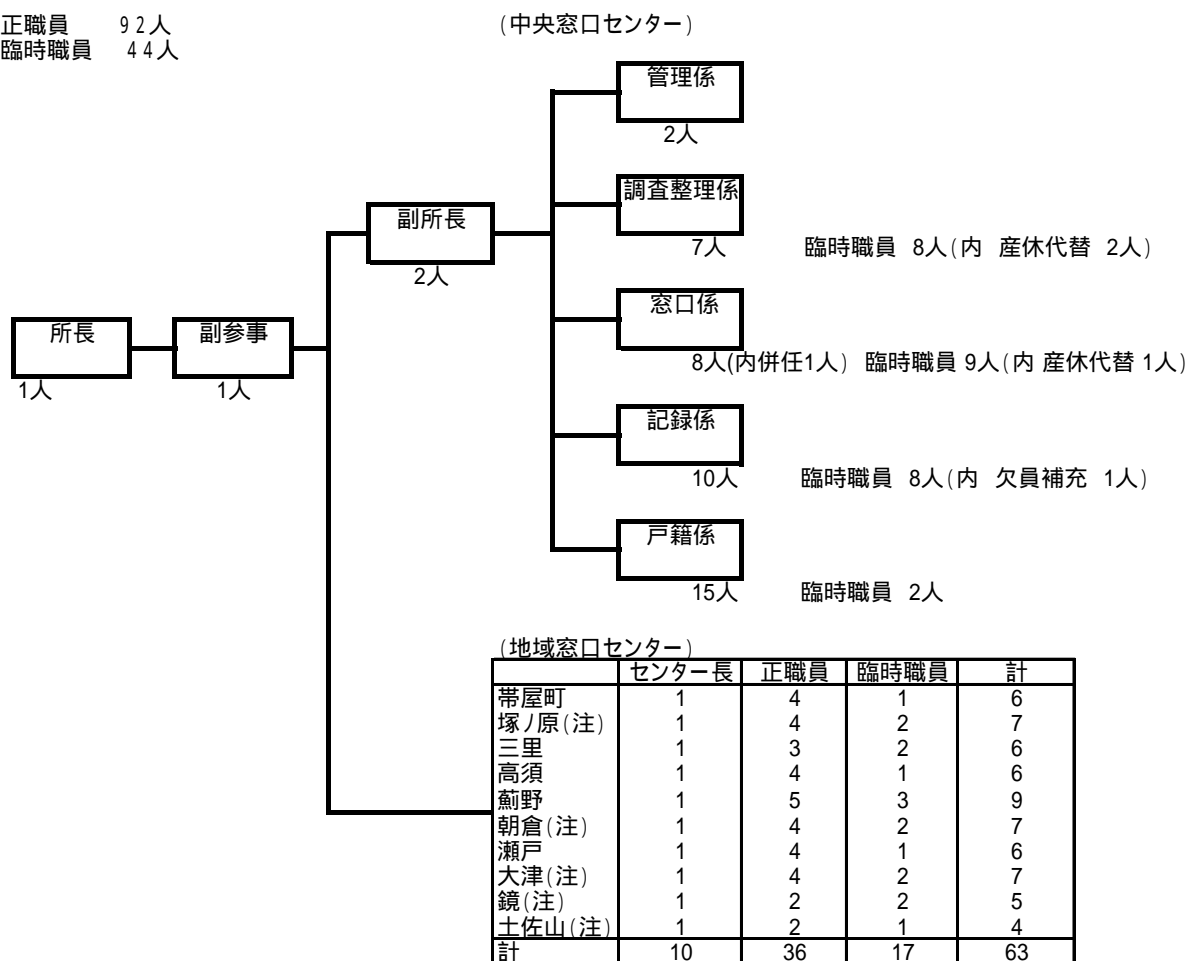 正職員 92人
臨時職員 44人
(中央窓口センター)
管理係
2人
調査整理係
7人 臨時職員 8人(内 産休代替 2人)
副所長
2人
窓口係
8人(内併任1人) 臨時職員 9人(内 産休代替 1人)
所長
1人
副参事
1人
記録係
10人 臨時職員 8人(内 欠員補充 1人)
戸籍係
15人 臨時職員 2人
(地域窓口センター)
センター長 正職員 臨時職員 計
帯屋町 1 4 1 6
塚ノ原(注) 1 4 2 7
三里 1 3 2 6
高須 1 4 1 6
薊野 1 5 3 9
朝倉(注) 1 4 2 7
瀬戸 1 4 1 6
大津(注) 1 4 2 7
鏡(注) 1 2 2 5
土佐山(注) 1 2 1 4
計 10 36 17 63